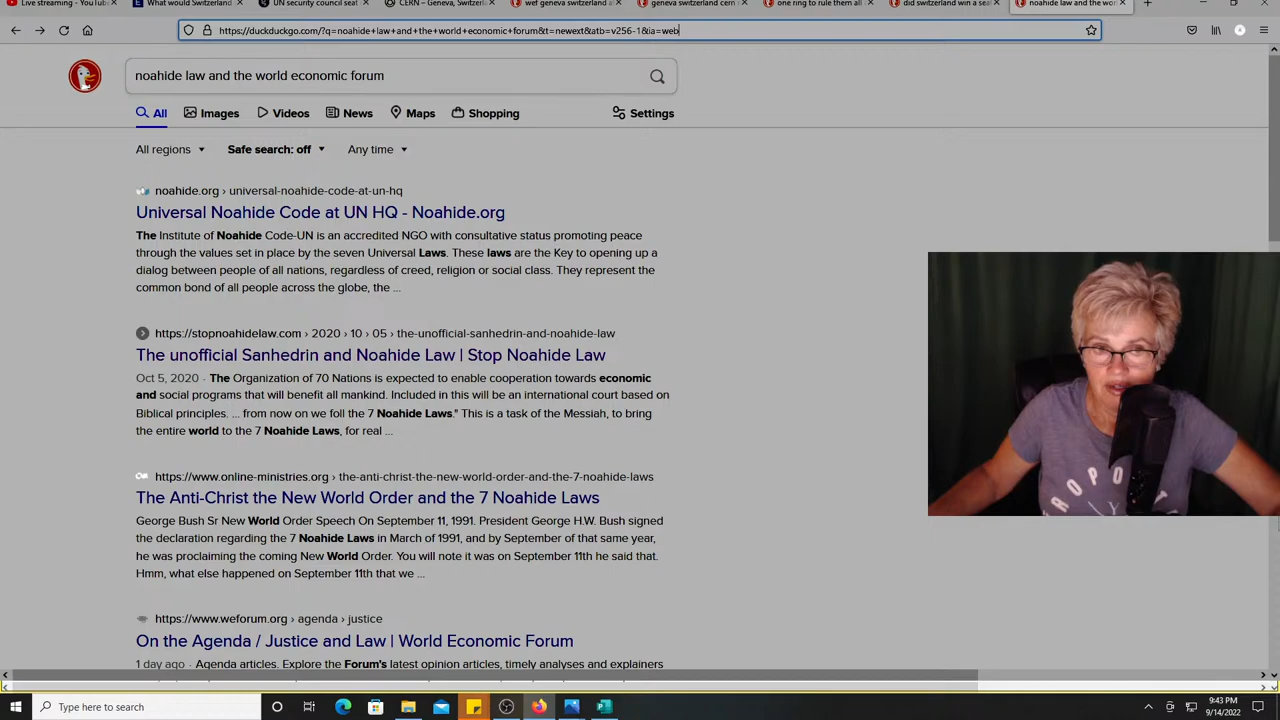 Live streaming - YouTube
What would Switzerland
UN security council seat
CERN – Geneva, Switzerl
wef geneva switzerland a
geneva switzerland cern
one ring to rule them all
did switzerland win a sea
noahide law and the worl
https://duckduckgo.com/?q=noahide+law+and+the+world+economic+forum&t=newext&atb=v256-1&ia=web
noahide law and the world economic forum
All Images Videos News Maps Shopping Settings
All regions Safe search: off Any time
noahide.org › universal-noahide-code-at-un-hq
Universal Noahide Code at UN HQ - Noahide.org
The Institute of Noahide Code-UN is an accredited NGO with consultative status promoting peace
through the values set in place by the seven Universal Laws. These laws are the Key to opening up a
dialog between people of all nations, regardless of creed, religion or social class. They represent the
common bond of all people across the globe, the ...
https://stopnoahidelaw.com › 2020 › 10 › 05 › the-unofficial-sanhedrin-and-noahide-law
The unofficial Sanhedrin and Noahide Law | Stop Noahide Law
Oct 5, 2020 · The Organization of 70 Nations is expected to enable cooperation towards economic
and social programs that will benefit all mankind. Included in this will be an international court based on
Biblical principles. ... from now on we foll the 7 Noahide Laws." This is a task of the Messiah, to bring
the entire world to the 7 Noahide Laws, for real ...
https://www.online-ministries.org › the-anti-christ-the-new-world-order-and-the-7-noahide-laws
The Anti-Christ the New World Order and the 7 Noahide Laws
George Bush Sr New World Order Speech On September 11, 1991. President George H.W. Bush signed
the declaration regarding the 7 Noahide Laws in March of 1991, and by September of that same year,
he was proclaiming the coming New World Order. You will note it was on September 11th he said that.
Hmm, what else happened on September 11th that we ...
https://www.weforum.org › agenda › justice
On the Agenda / Justice and Law | World Economic Forum
1 day ago · Agenda articles. Explore the Forum's latest opinion articles, timely analyses and explainers
Type here to search
9:43 PM
9/14/2022